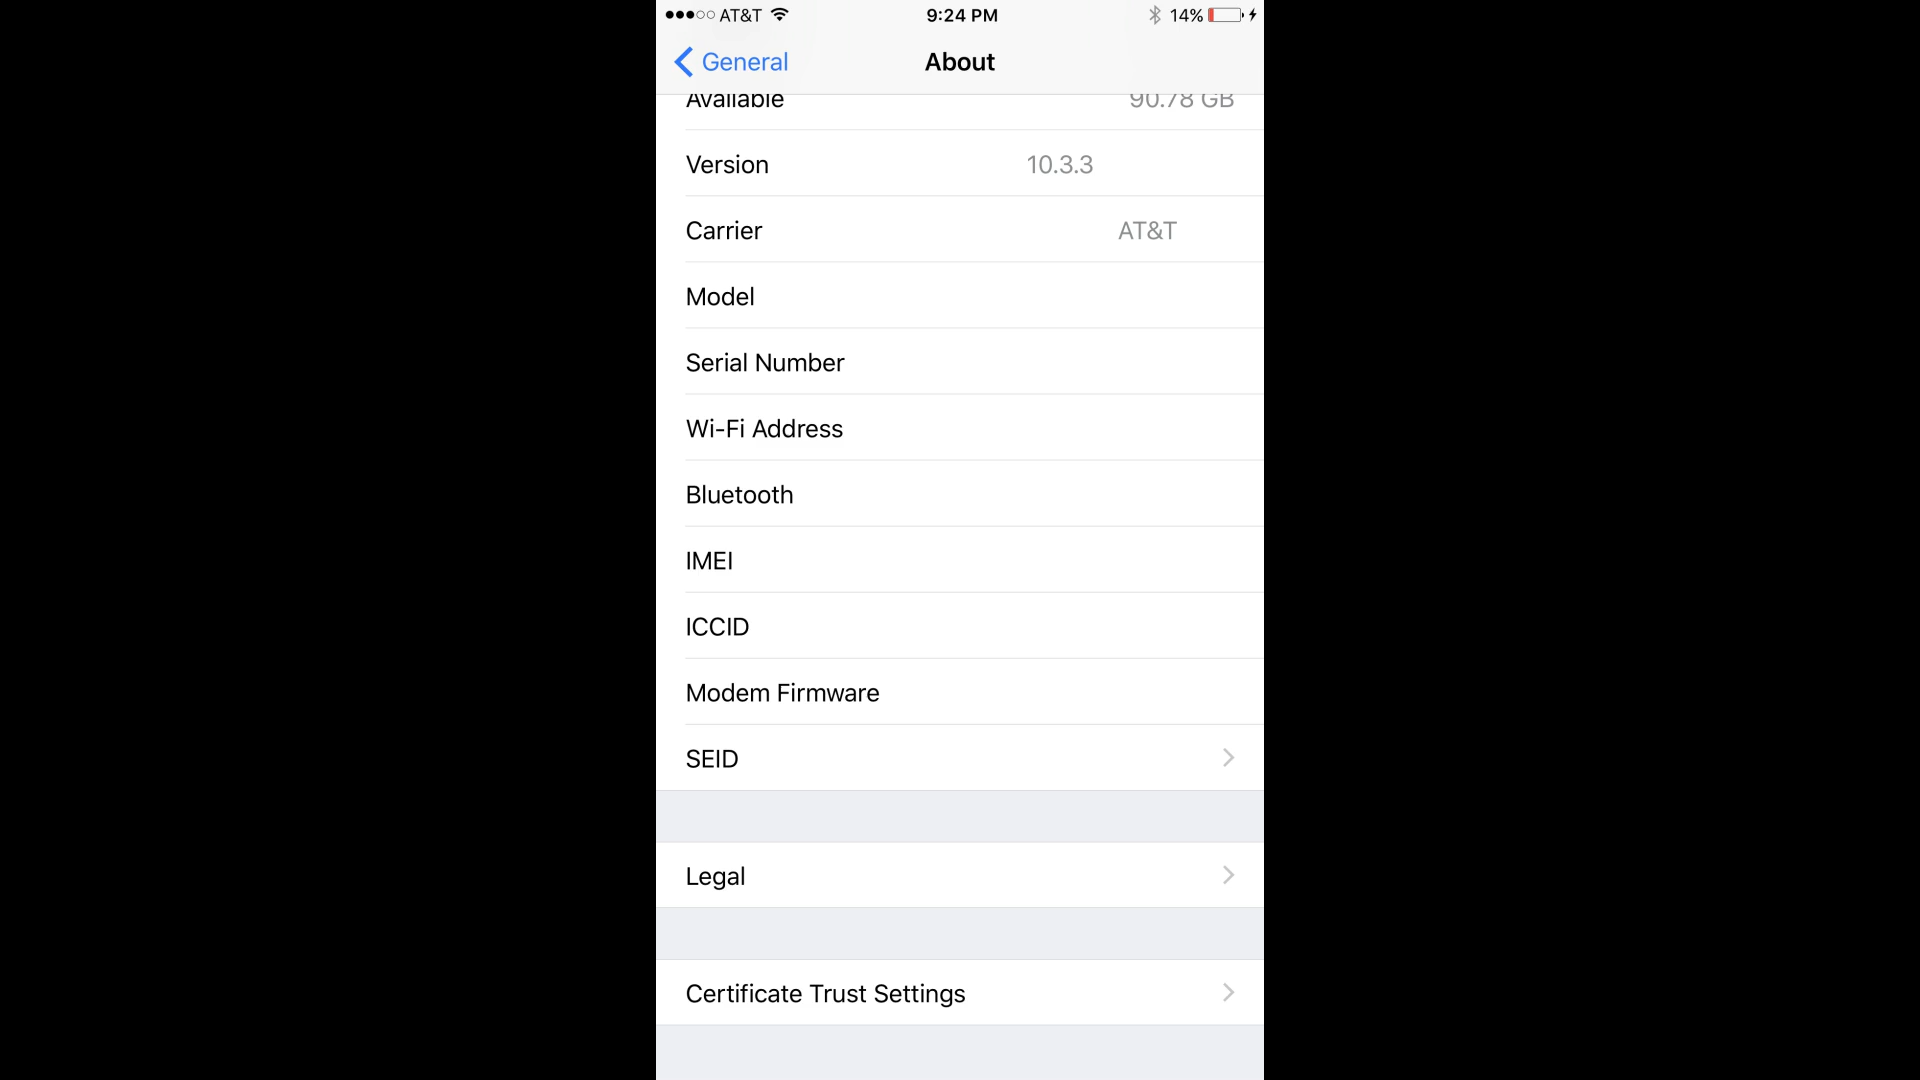 AT&T 9:24 PM 14%
General About
Available 90.78 GB
Version 10.3.3
Carrier AT&T
Model
Serial Number
Wi-Fi Address
Bluetooth
IMEI
ICCID
Modem Firmware
SEID
Legal
Certificate Trust Settings